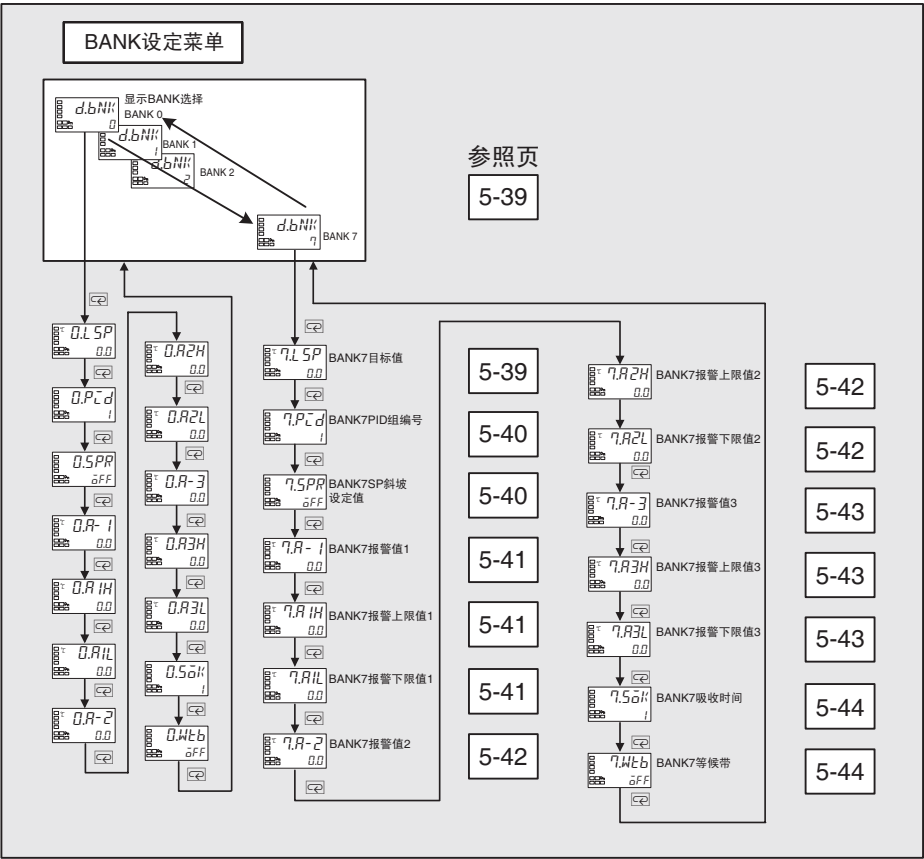 BANK设定菜单
显示BANK选择
d.bNK
0
BANK 0
d.bNK
1
BANK 1
d.bNK
2
BANK 2
d.bNK
7
BANK 7
参照页
5-39
0.LSP
0.0
0.Pid
1
0.SPR
oFF
0.A-1
0.0
0.A1H
0.0
0.A1L
0.0
0.A-2
0.0
0.A2H
0.0
0.A2L
0.0
0.A-3
0.0
0.A3H
0.0
0.A3L
0.0
0.SoK
1
0.Wtb
oFF
7.LSP
0.0
BANK7目标值
5-39
7.Pid
1
BANK7PID组编号
5-40
7.SPR
oFF
BANK7SP斜坡
设定值
5-40
7.A-1
0.0
BANK7报警值1
5-41
7.A1H
0.0
BANK7报警上限值1
5-41
7.A1L
0.0
BANK7报警下限值1
5-41
7.A-2
0.0
BANK7报警值2
5-42
7.A2H
0.0
BANK7报警上限值2
5-42
7.A2L
0.0
BANK7报警下限值2
5-42
7.A-3
0.0
BANK7报警值3
5-43
7.A3H
0.0
BANK7报警上限值3
5-43
7.A3L
0.0
BANK7报警下限值3
5-43
7.SoK
1
BANK7吸收时间
5-44
7.Wtb
oFF
BANK7等候带
5-44